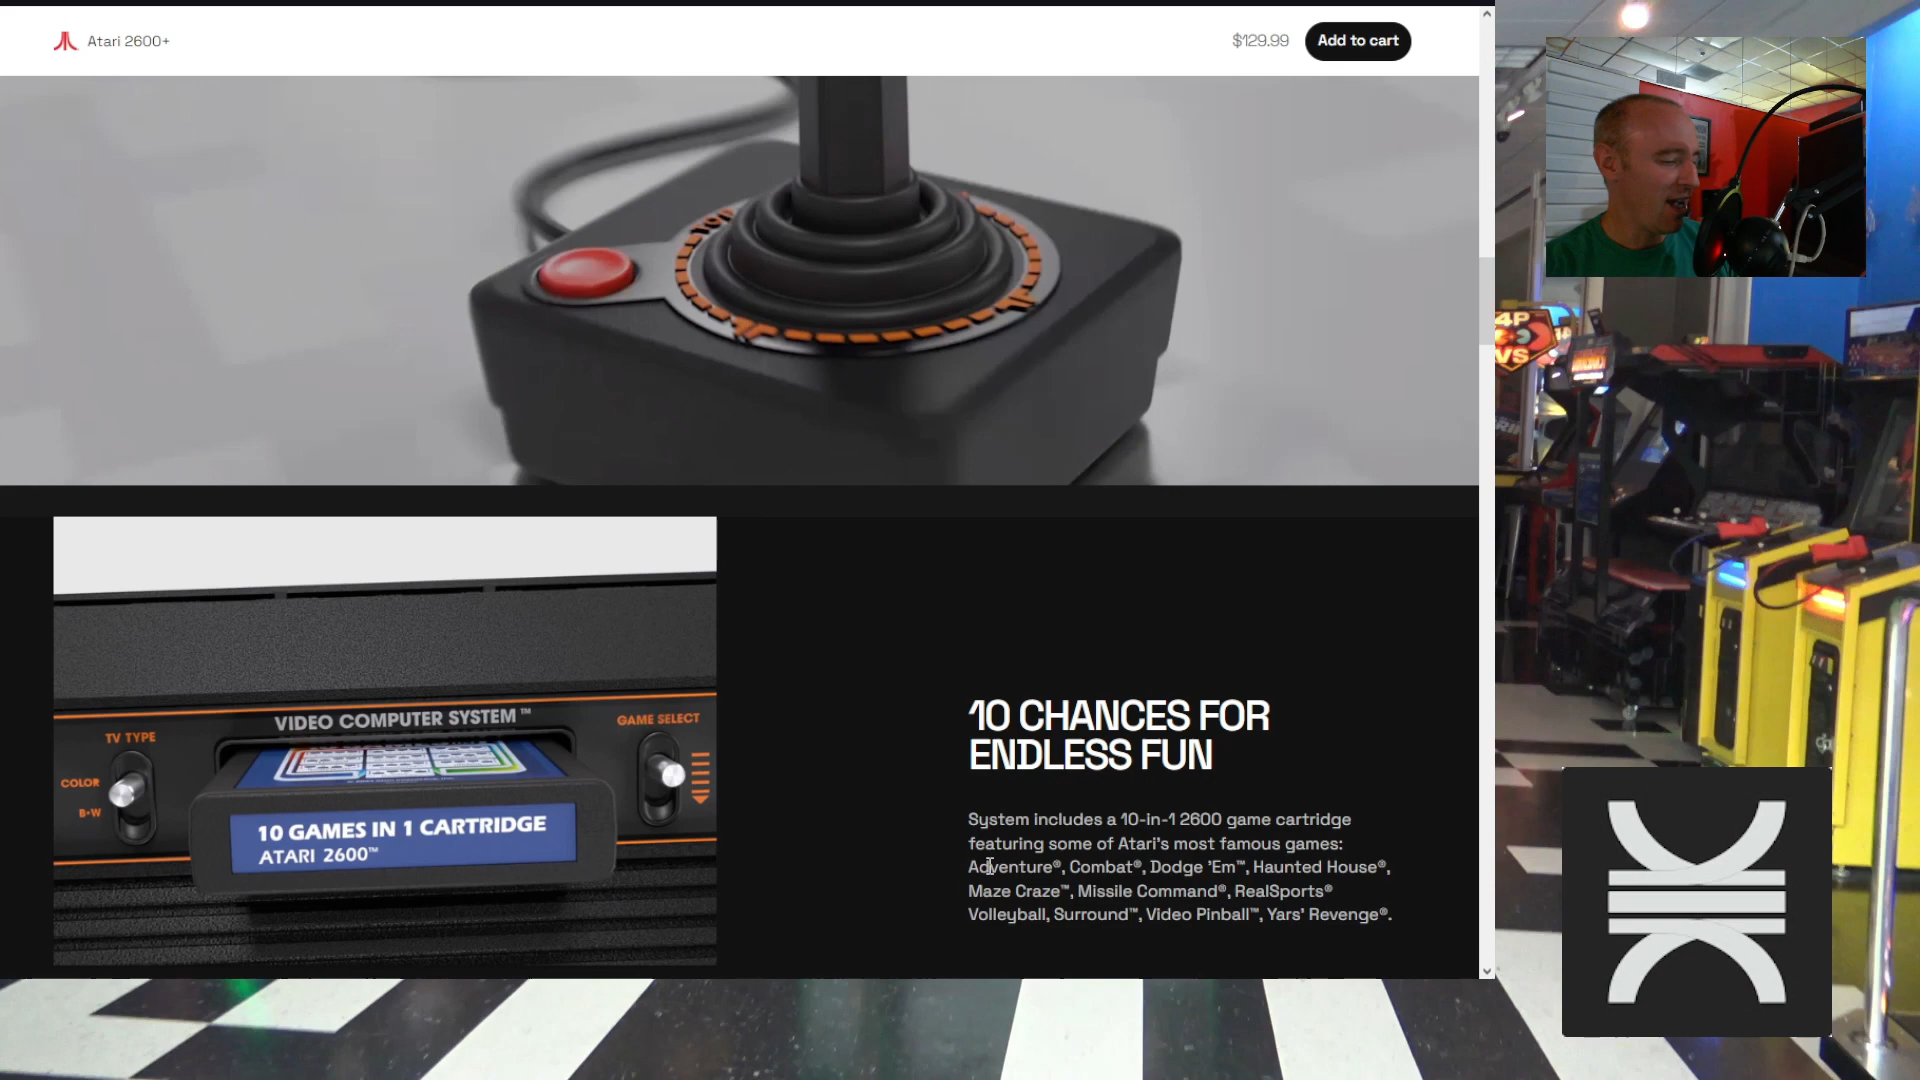 Atari 2600+
$129.99
Add to cart
VIDEO COMPUTER SYSTEM™
GAME SELECT
TV TYPE
COLOR
B•W
10 GAMES IN 1 CARTRIDGE
ATARI 2600™
10 CHANCES FOR
ENDLESS FUN
System includes a 10-in-1 2600 game cartridge
featuring some of Atari's most famous games:
Adventure®, Combat®, Dodge 'Em™, Haunted House®,
Maze Craze™, Missile Command®, RealSports®
Volleyball, Surround™, Video Pinball™, Yars' Revenge®.
4P
VS